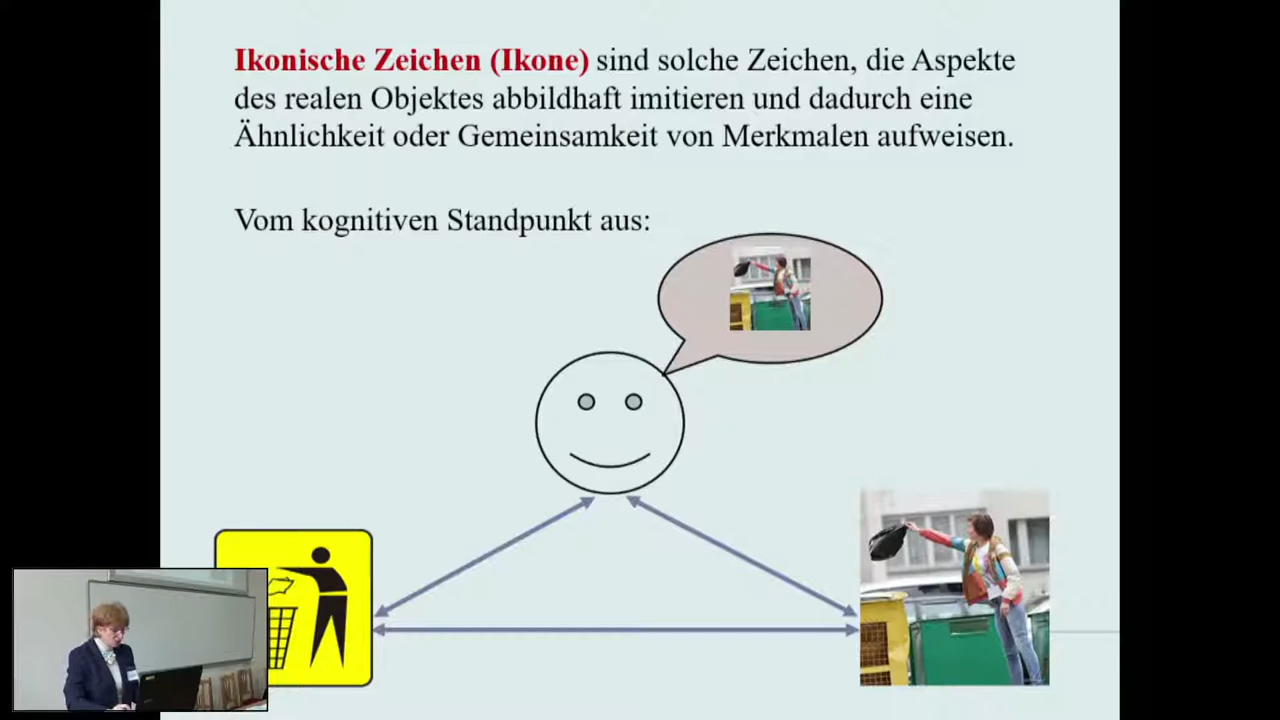 Ikonische Zeichen (Ikone) sind solche Zeichen, die Aspekte
des realen Objektes abbildhaft imitieren und dadurch eine
Ähnlichkeit oder Gemeinsamkeit von Merkmalen aufweisen.
Vom kognitiven Standpunkt aus: